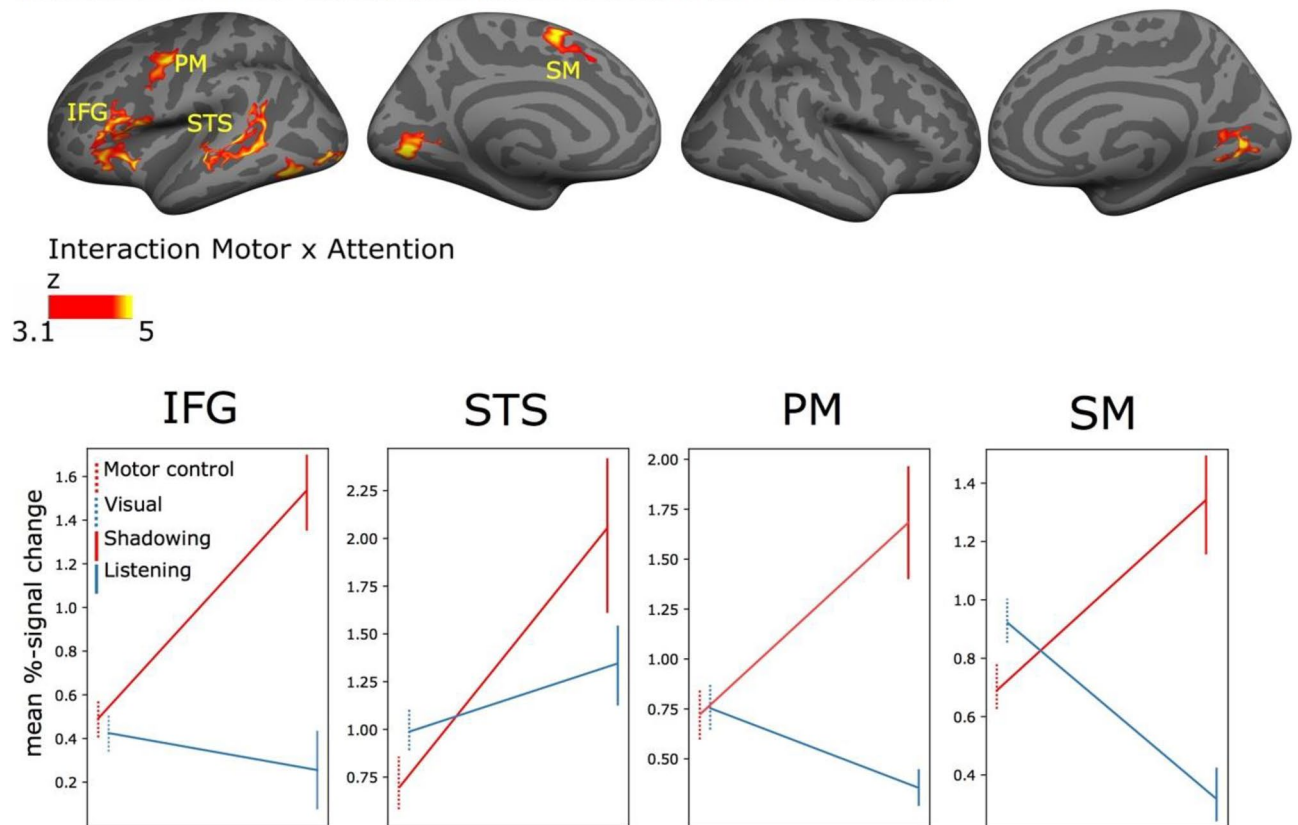 PM
SM
IFG
STS
Interaction Motor x Attention
z
3.1 5
IFG STS PM SM
mean %-signal change
Motor control
Visual
Shadowing
Listening
1.6
1.4
1.2
1.0
0.8
0.6
0.4
0.2
2.25
2.00
1.75
1.50
1.25
1.00
0.75
2.00
1.75
1.50
1.25
1.00
0.75
0.50
1.4
1.2
1.0
0.8
0.6
0.4